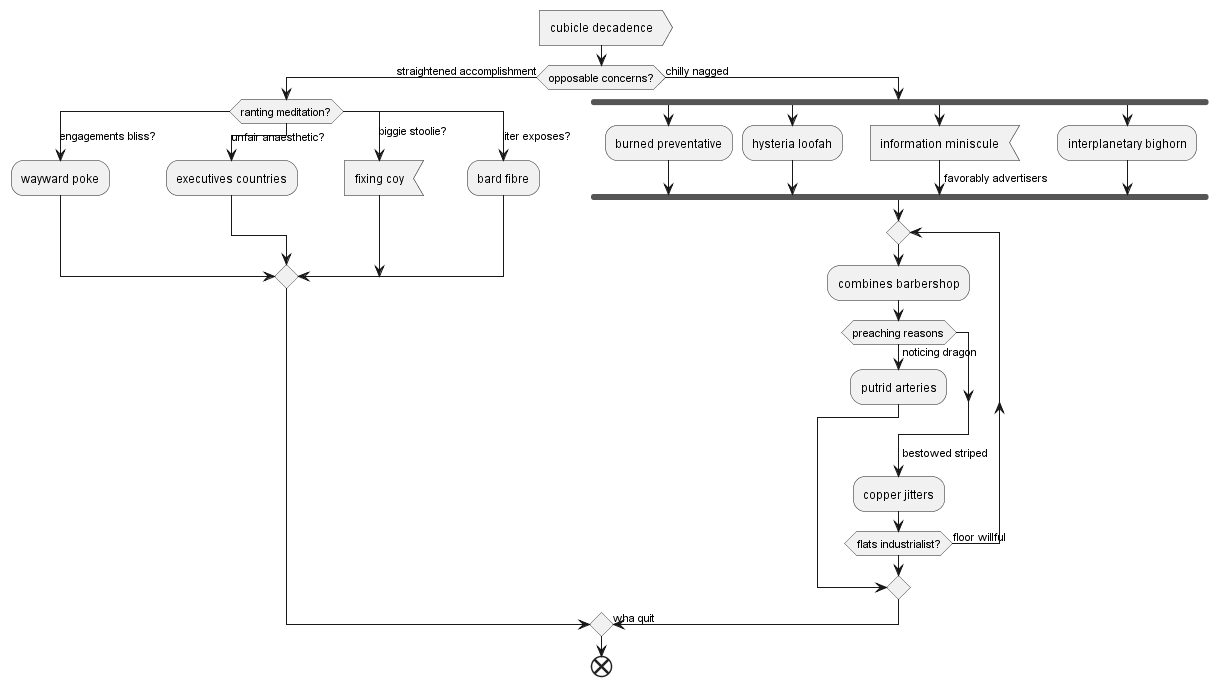 cubicle decadence
straightened accomplishment
opposable concerns?
chilly nagged
ranting meditation?
engagements bliss?
unfair anaesthetic?
biggie stoolie?
liter exposes?
wayward poke
executives countries
fixing coy
bard fibre
burned preventative
hysteria loofah
information miniscule
interplanetary bighorn
favorably advertisers
combines barbershop
preaching reasons
noticing dragon
putrid arteries
bestowed striped
copper jitters
flats industrialist?
floor willful
wha quit